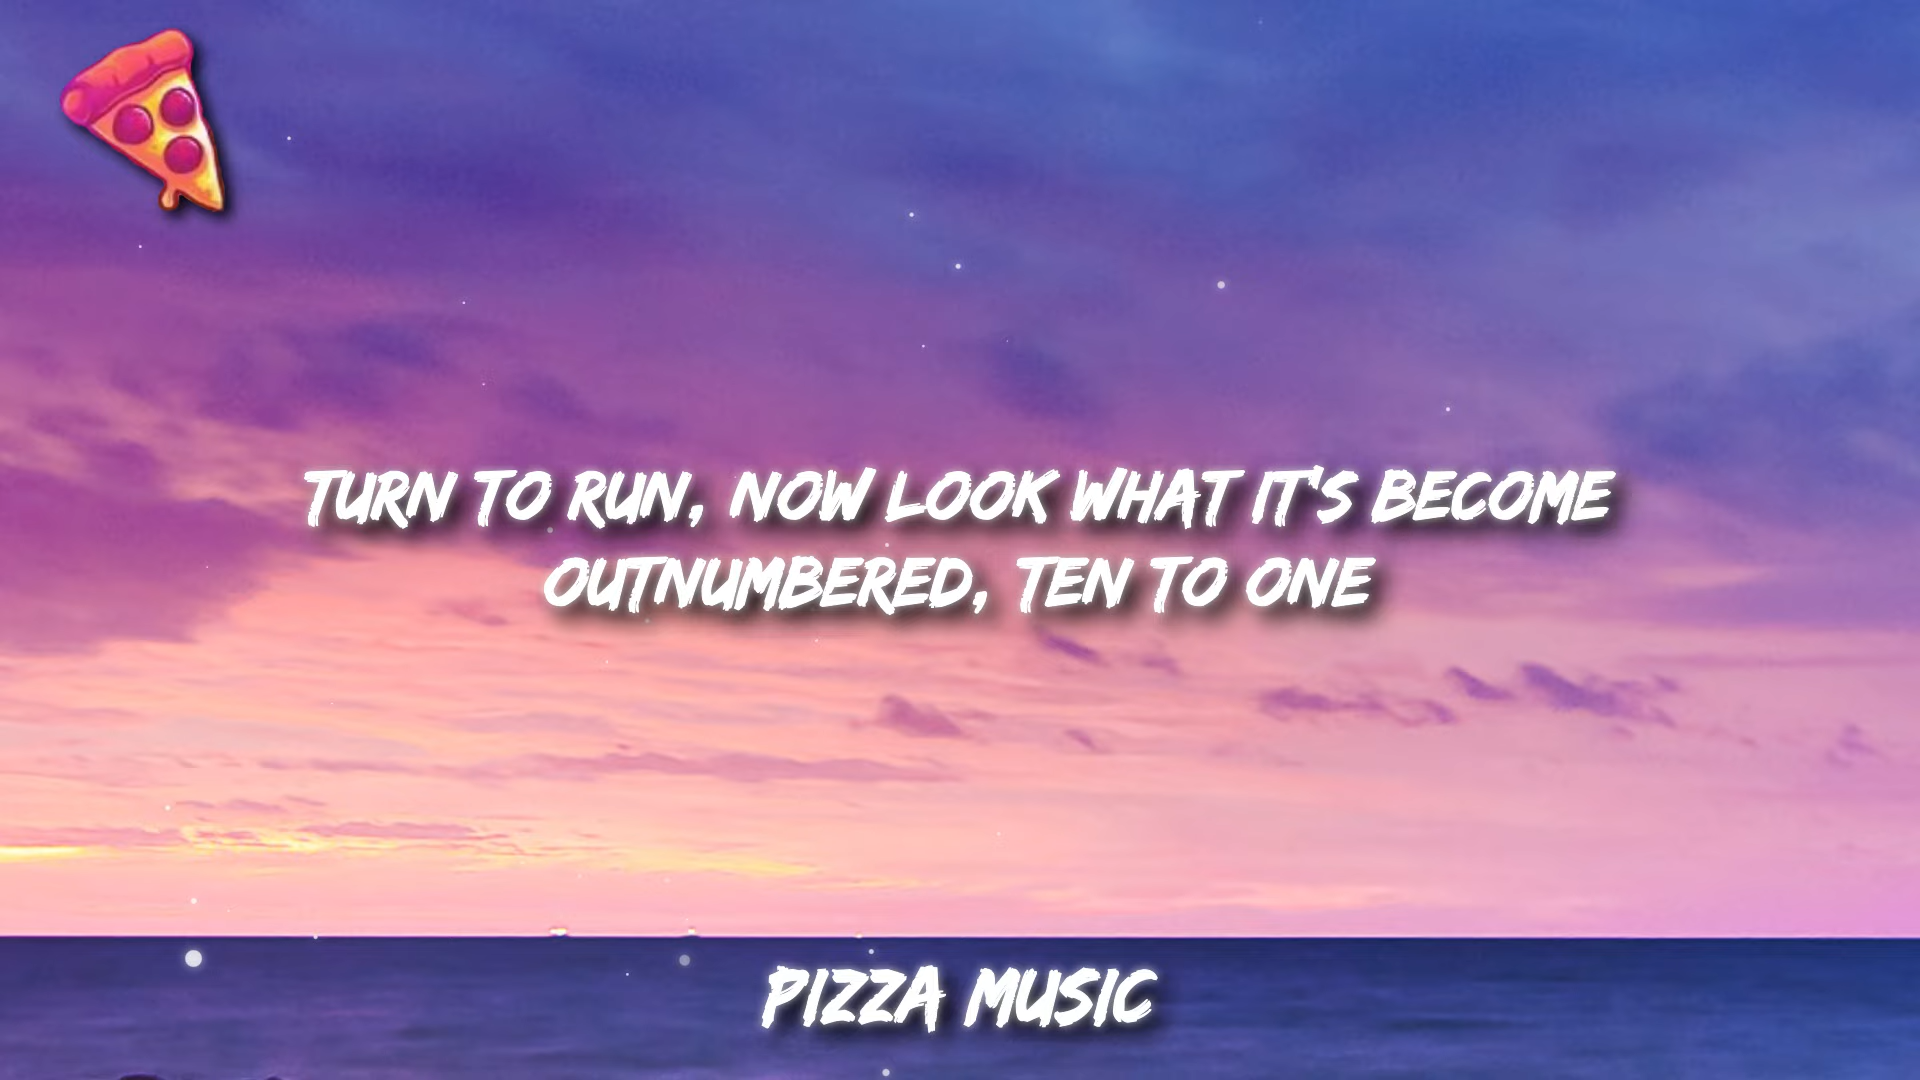 TURN TO RUN, NOW LOOK WHAT IT'S BECOME
OUTNUMBERED, TEN TO ONE
PIZZA MUSIC